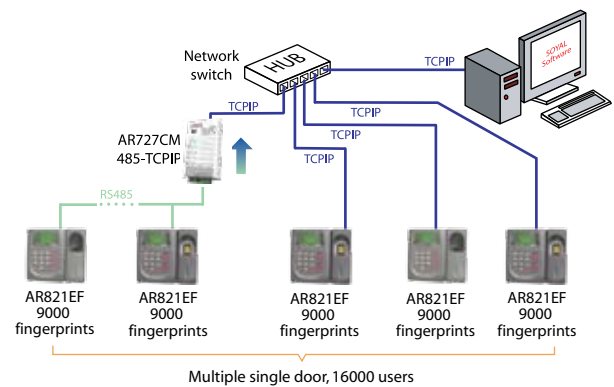 Network
switch
HUB
TCPIP
SOYAL
Software
TCPIP
AR727CM
485-TCPIP
TCPIP
TCPIP
TCPIP
RS485
AR821EF
9000
fingerprints
AR821EF
9000
fingerprints
AR821EF
9000
fingerprints
AR821EF
9000
fingerprints
AR821EF
9000
fingerprints
Multiple single door, 16000 users